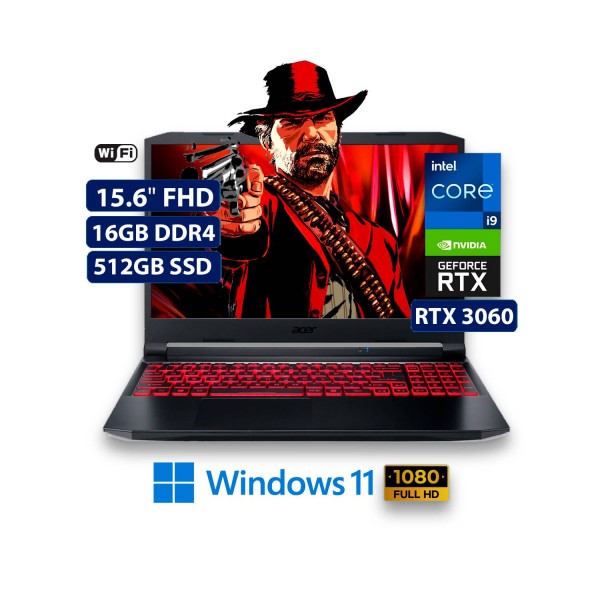 WiFi
15.6" FHD
16GB DDR4
512GB SSD
intel
CORE
i9
NVIDIA
GEFORCE
RTX
RTX 3060
acer
Windows 11
1080
FULL HD